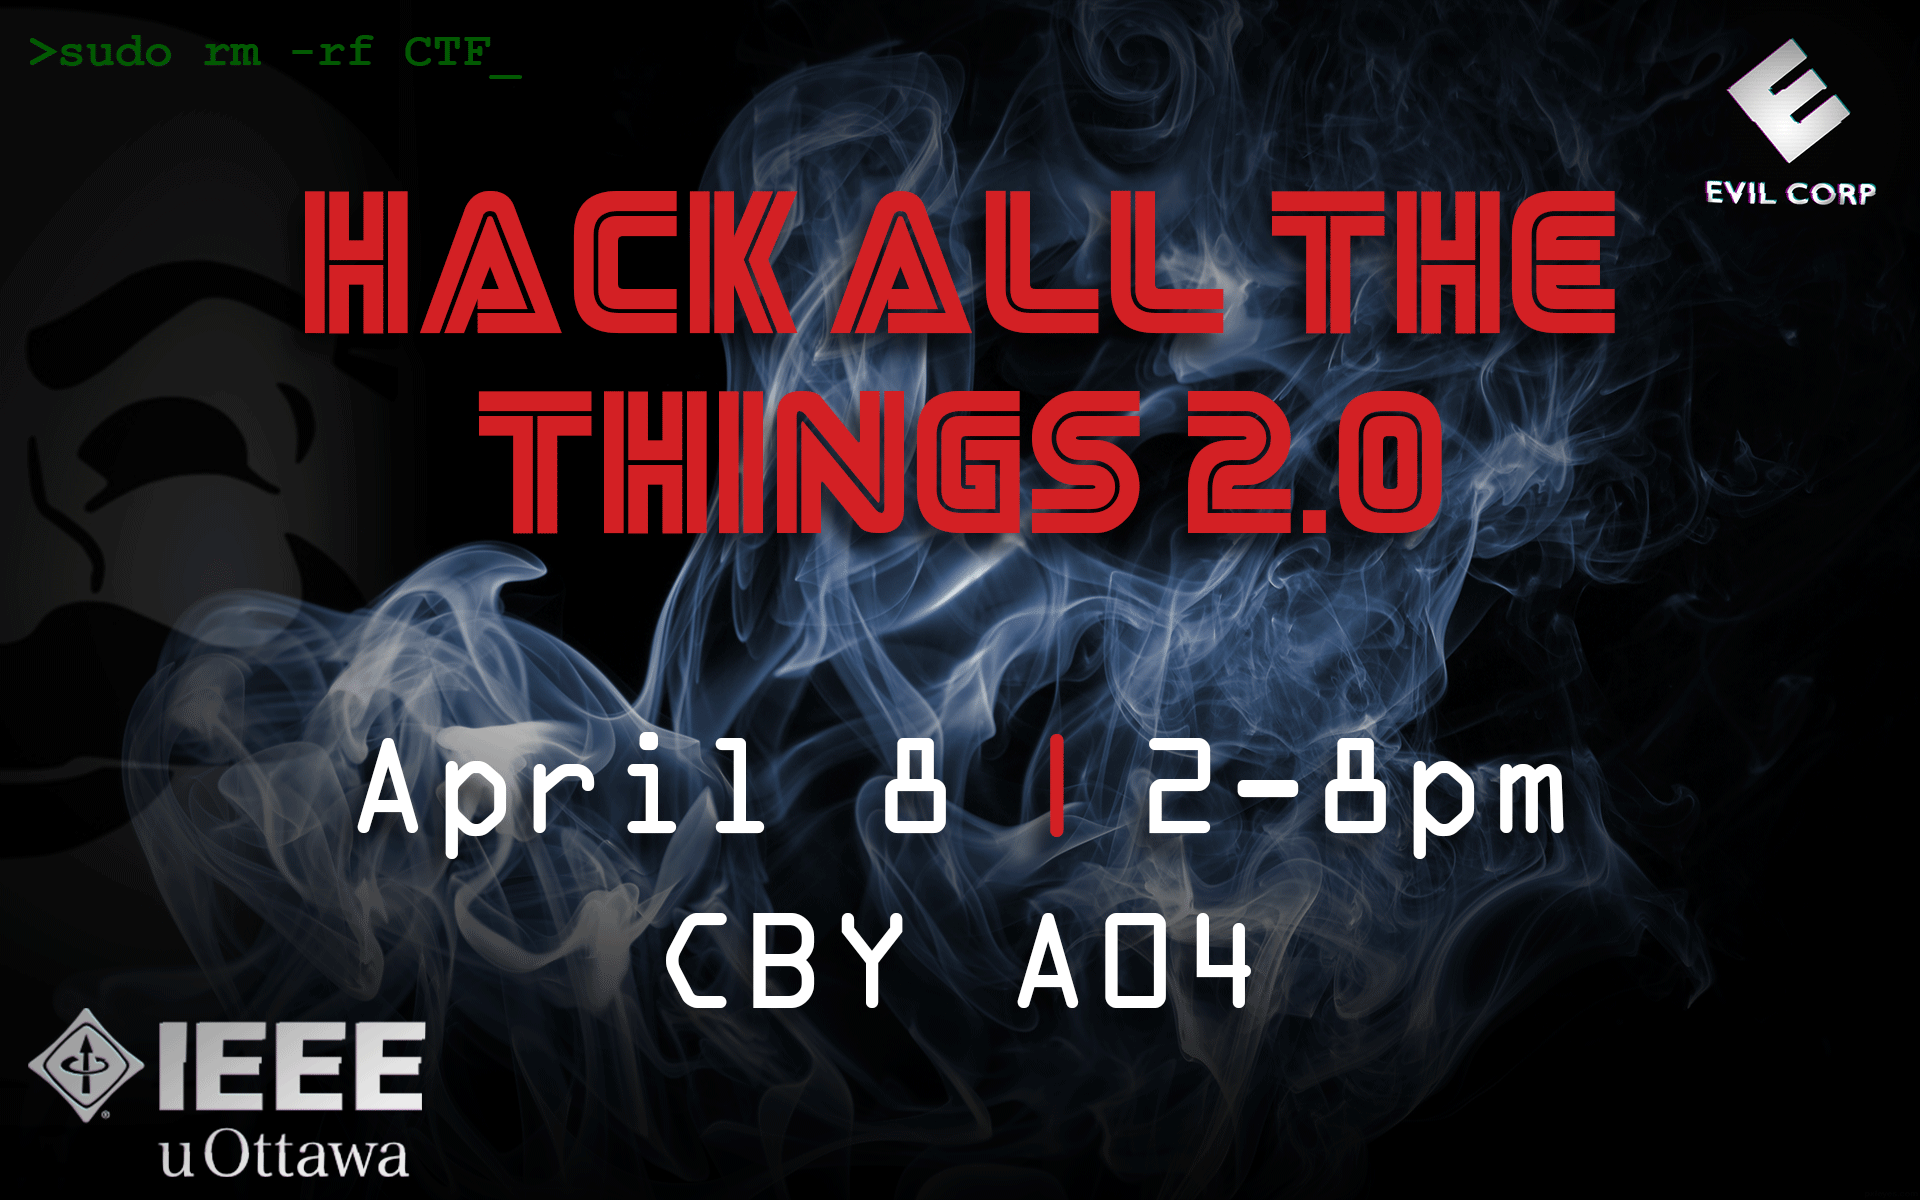 >sudo rm -rf CTF_
EVIL CORP
HACK ALL THE
THINGS 2.0
April 8 | 2-8pm
CBY A04
IEEE
uOttawa